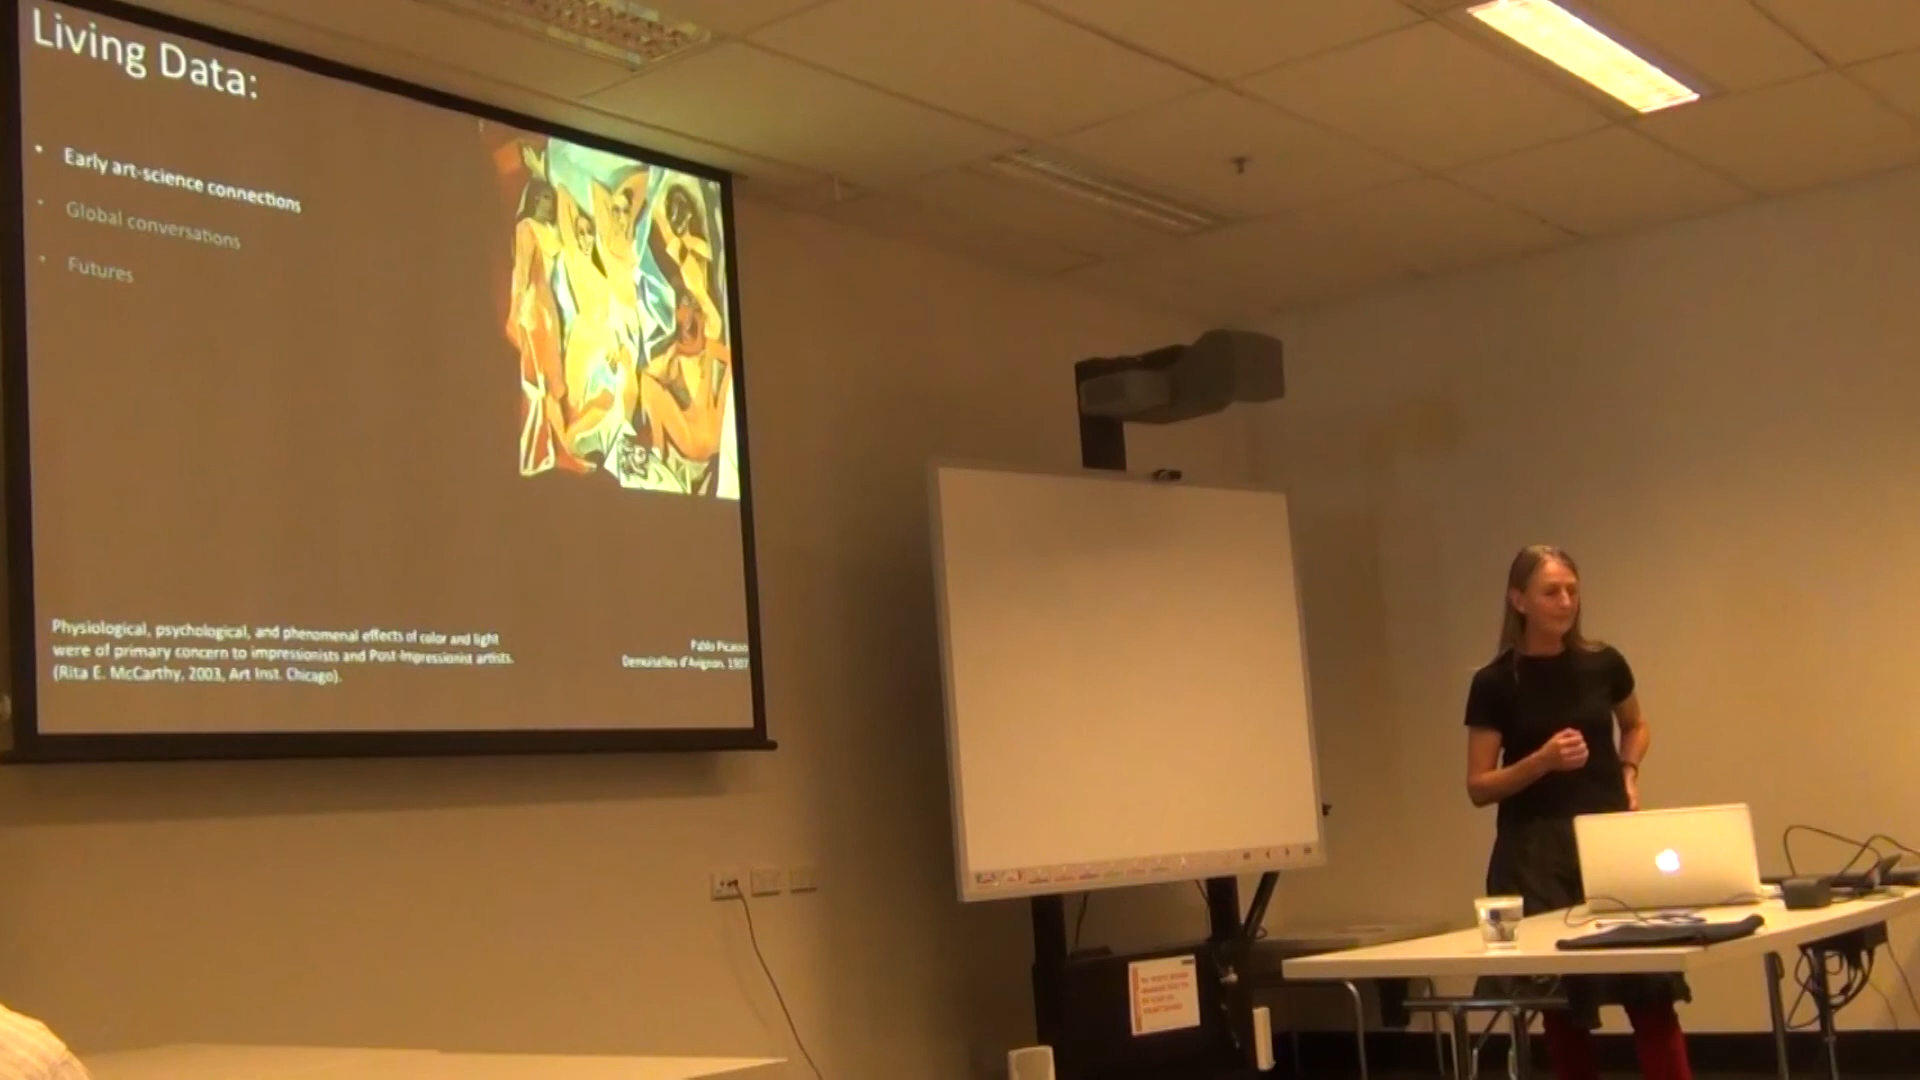 Living Data:
• Early art-science connections
• Global conversations
• Futures
Physiological, psychological, and phenomenal effects of color and light
were of primary concern to impressionists and Post-Impressionist artists.
(Rita E. McCarthy, 2003, Art Inst. Chicago).
Pablo Picasso
Demoiselles d'Avignon, 1907